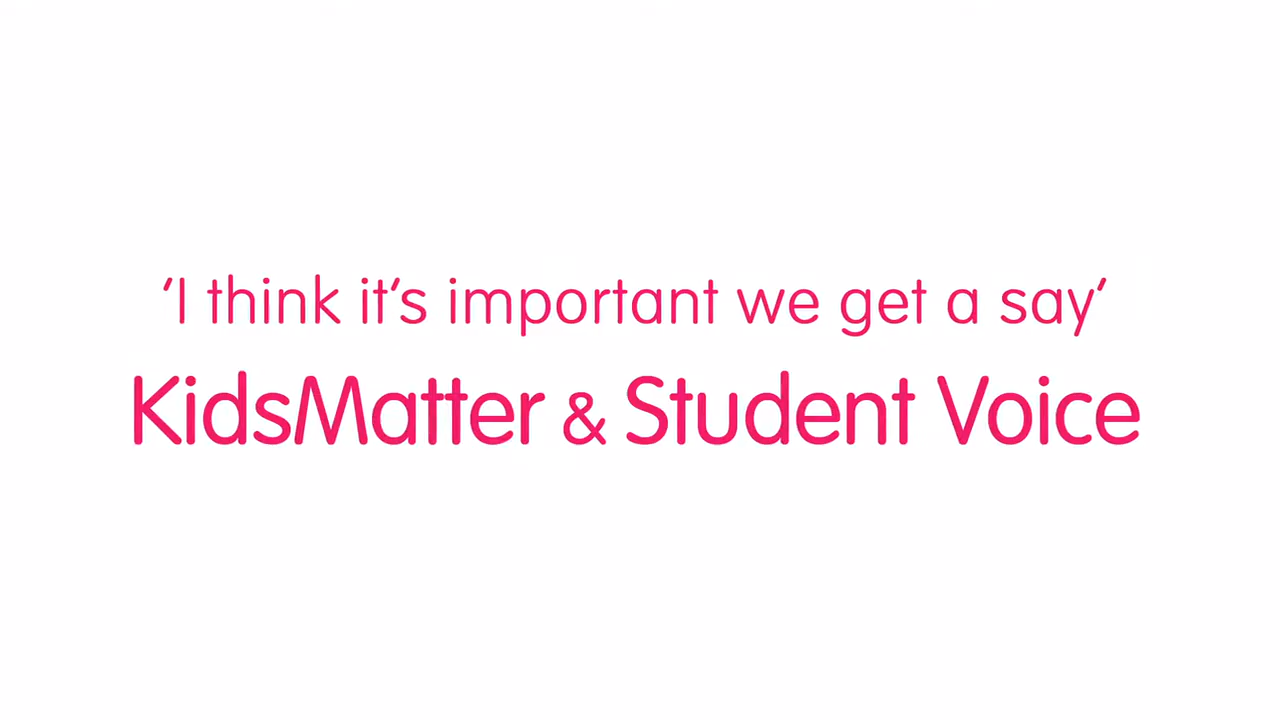 ‘I think it’s important we get a say’
KidsMatter & Student Voice